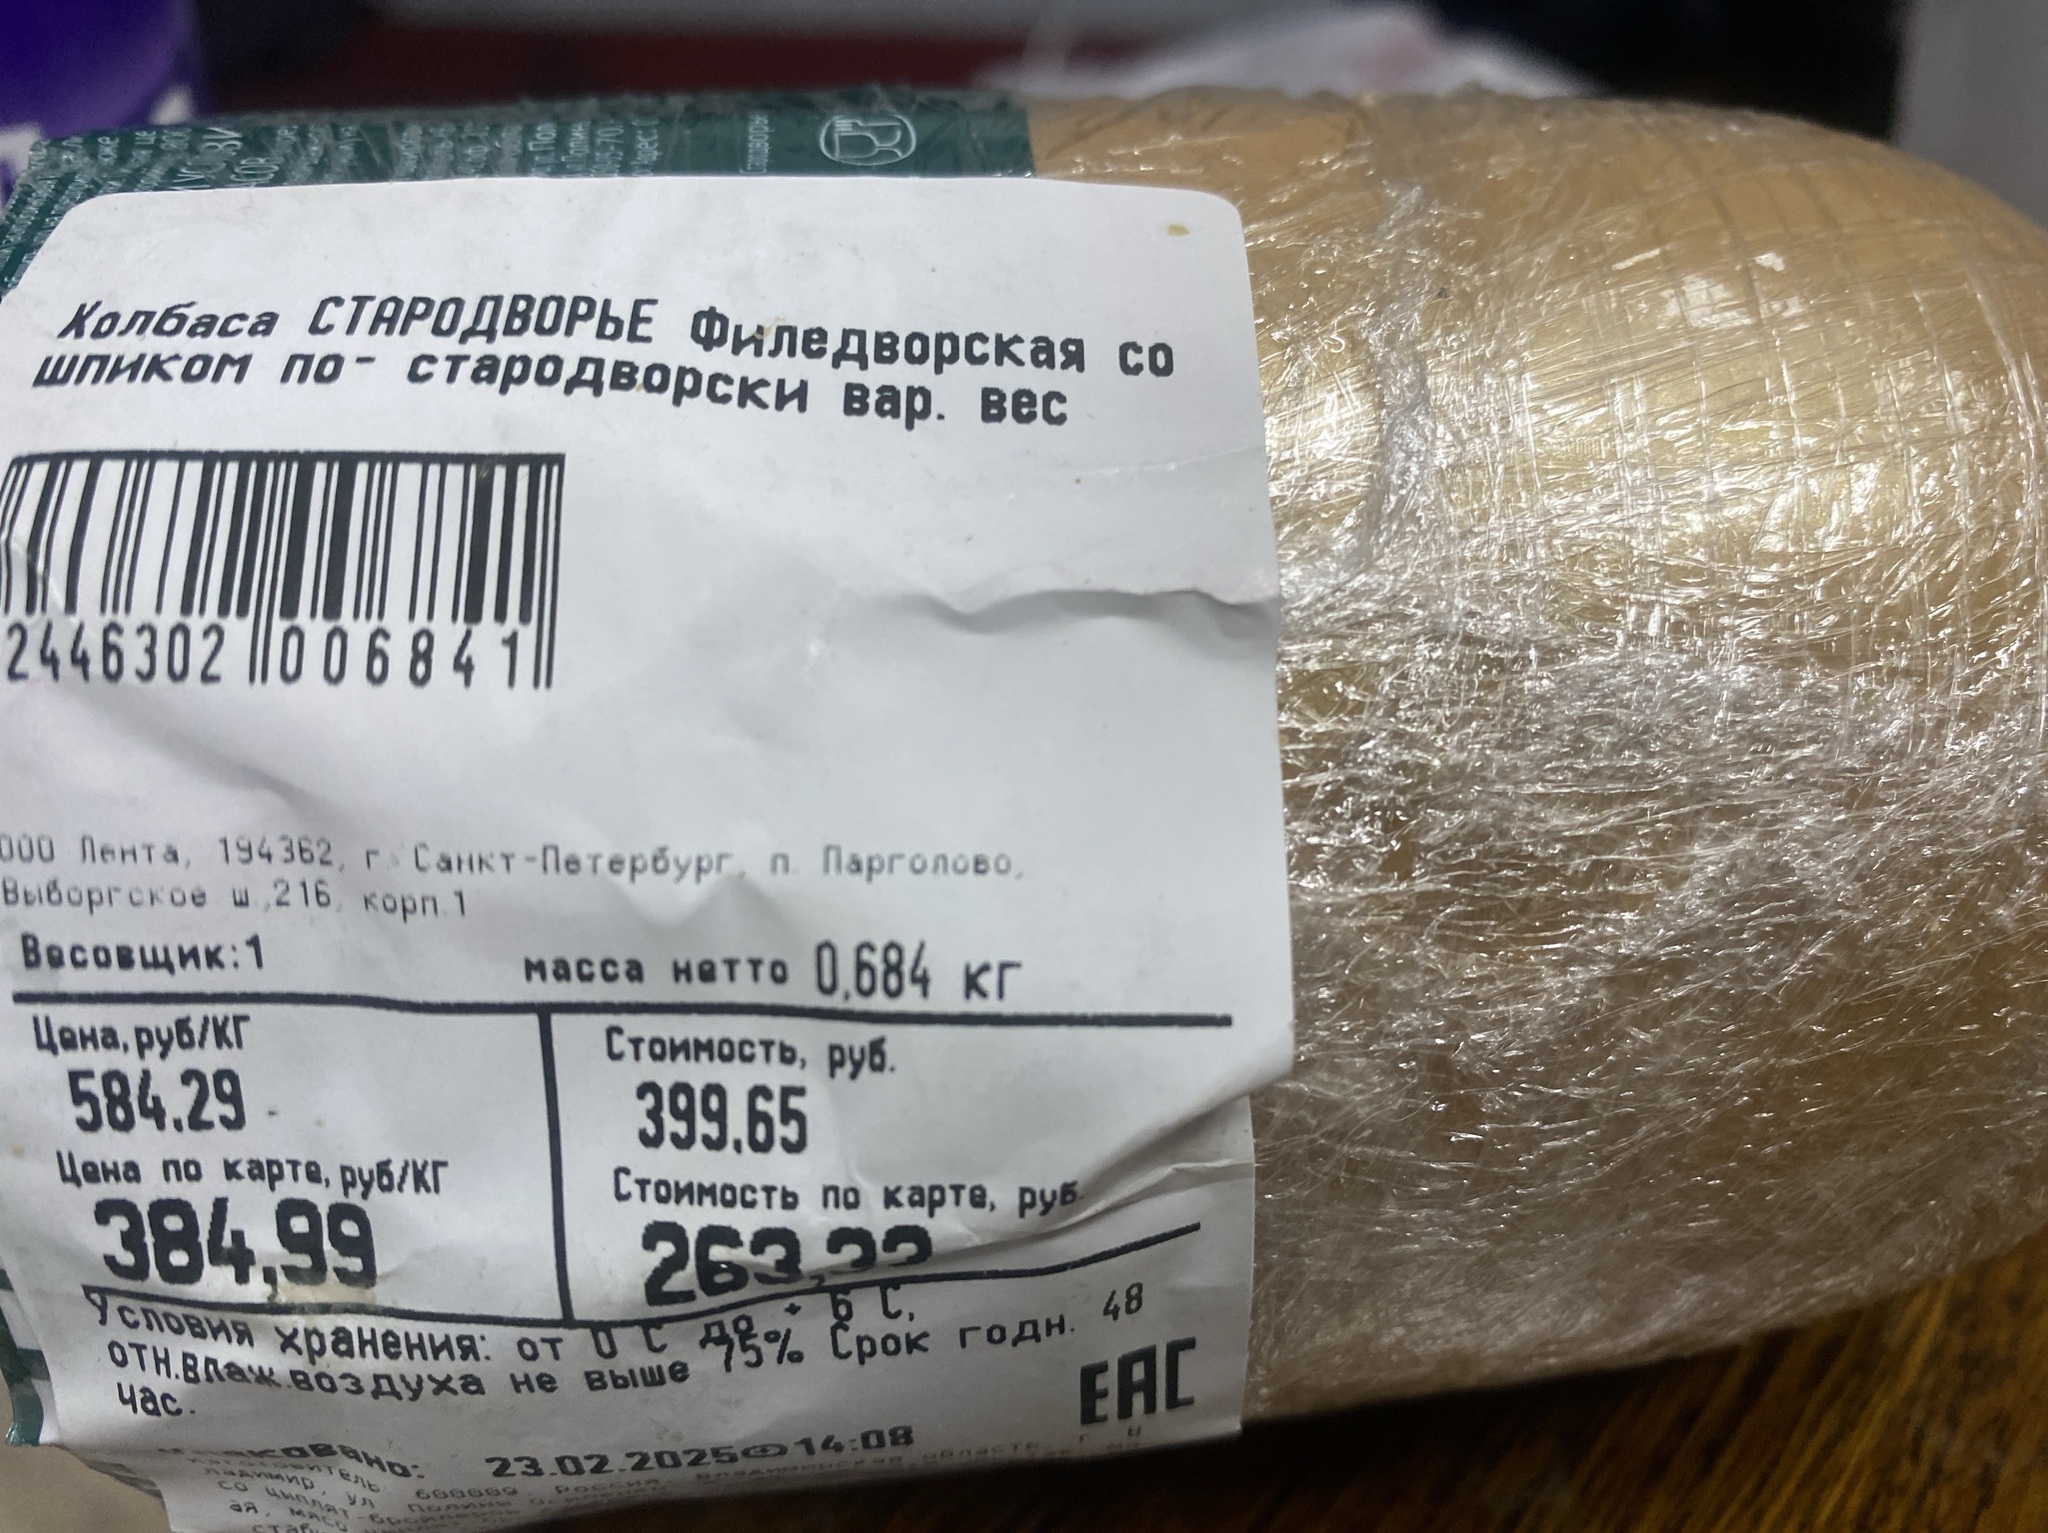 Колбаса СТАРОДВОРЬЕ Филедворская со
шпиком по- стародворски вар. вес
2446302 006841
ООО Лента, 194362, г. Санкт-Петербург, п. Парголово,
Выборгское ш.,216, корп.1
Весовщик:1 масса нетто 0,684 кг
Цена,руб/КГ Стоимость, руб.
584.29 399.65
Цена по карте,руб/КГ Стоимость по карте, руб.
384,99 263,33
Условия хранения: от 0 С до + 6 С,
отн.влаж.воздуха не выше 75% Срок годн. 48
час.
EAC
23.02.2025 14:08